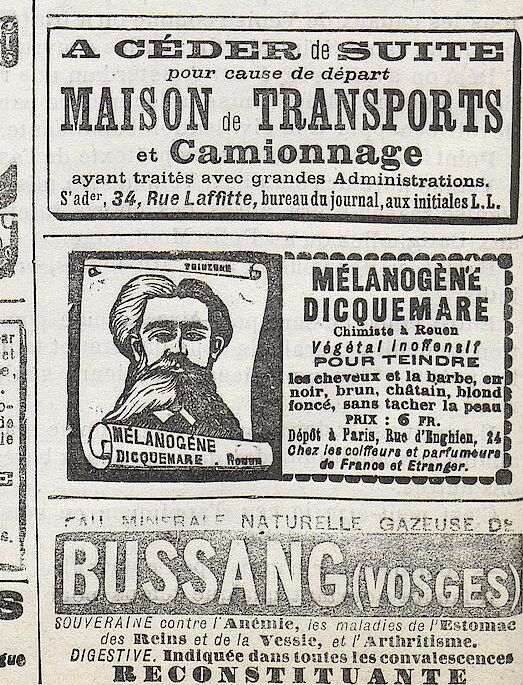 A CÉDER de SUITE
pour cause de départ
MAISON de TRANSPORTS
et Camionnage
ayant traités avec grandes Administrations.
S'ader, 34, Rue Laffitte, bureau du journal, aux initiales L.L.
TEINTURE
MÉLANOGÈNE
DICQUEMARE. Rouen
MÉLANOGÈNE
DICQUEMARE
Chimiste à Rouen
Végétal Inoffensif
POUR TEINDRE
les cheveux et la barbe, en
noir, brun, châtain, blond
foncé, sans tacher la peau
PRIX : 6 FR.
Dépôt à Paris, Rue d'Enghien, 24
Chez les coiffeurs et parfumeurs
de France et Etranger.
EAU MINERALE NATURELLE GAZEUSE DE
BUSSANG (VOSGES)
SOUVERAINE contre l'Anémie, les maladies de l'Estomac
des Reins et de la Vessie, et l'Arthritisme.
DIGESTIVE. Indiquée dans toutes les convalescences
RECONSTITUANTE